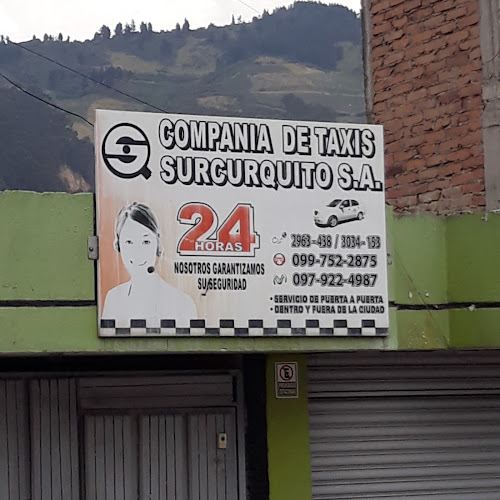 COMPANIA DE TAXIS
SURCURQUITO S.A.
24
HORAS
NOSOTROS GARANTIZAMOS
SU SEGURIDAD
2963-438 / 3034-153
099-752-2875
097-922-4987
• SERVICIO DE PUERTA A PUERTA
• DENTRO Y FUERA DE LA CIUDAD